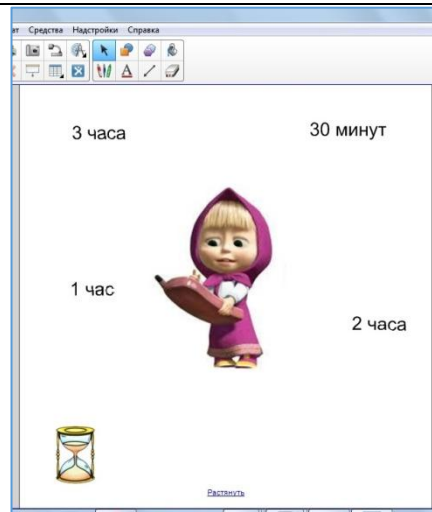 Средства Надстройки Справка
3 часа
30 минут
1 час
2 часа
Растянуть